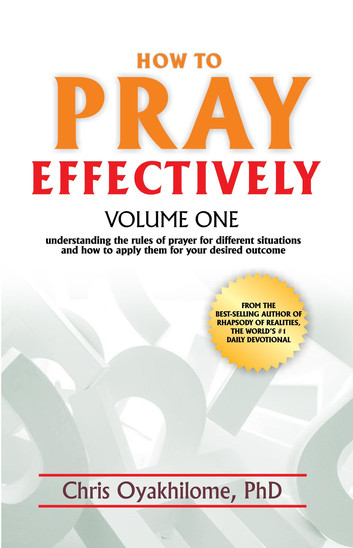 HOW TO
PRAY
EFFECTIVELY
VOLUME ONE
understanding the rules of prayer for different situations
and how to apply them for your desired outcome
FROM THE
BEST-SELLING AUTHOR OF
RHAPSODY OF REALITIES,
THE WORLD'S #1
DAILY DEVOTIONAL
Chris Oyakhilome, PhD